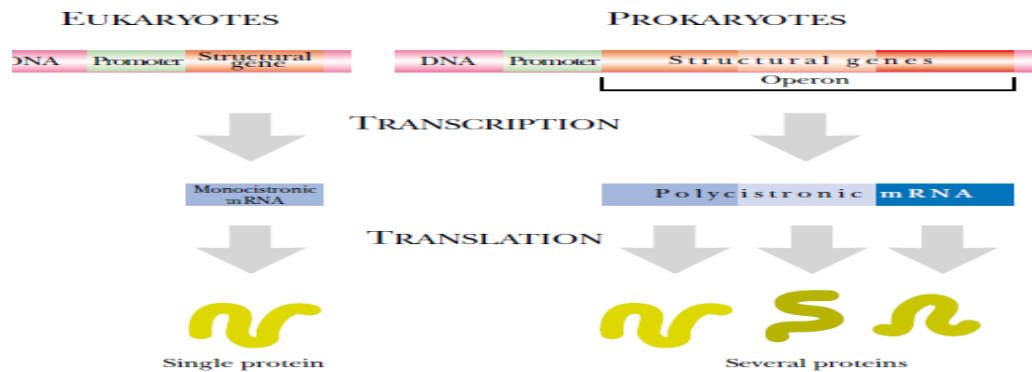 EUKARYOTES
PROKARYOTES
DNA Promoter Structural gene
DNA Promoter Structural genes
Operon
TRANSCRIPTION
Monocistronic
mRNA
Polycistronic mRNA
TRANSLATION
Single protein
Several proteins